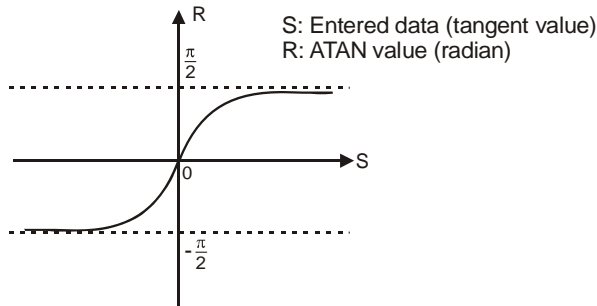 R
S: Entered data (tangent value)
R: ATAN value (radian)
π
2
S
0
-π
2